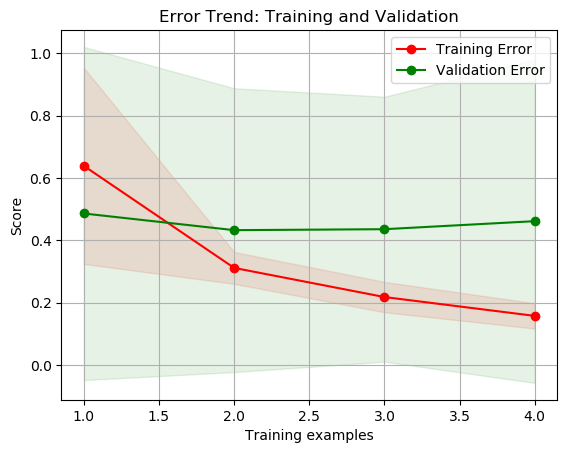 Error Trend: Training and Validation
Training Error
Validation Error
Score
1.0
0.8
0.6
0.4
0.2
0.0
1.0 1.5 2.0 2.5 3.0 3.5 4.0
Training examples